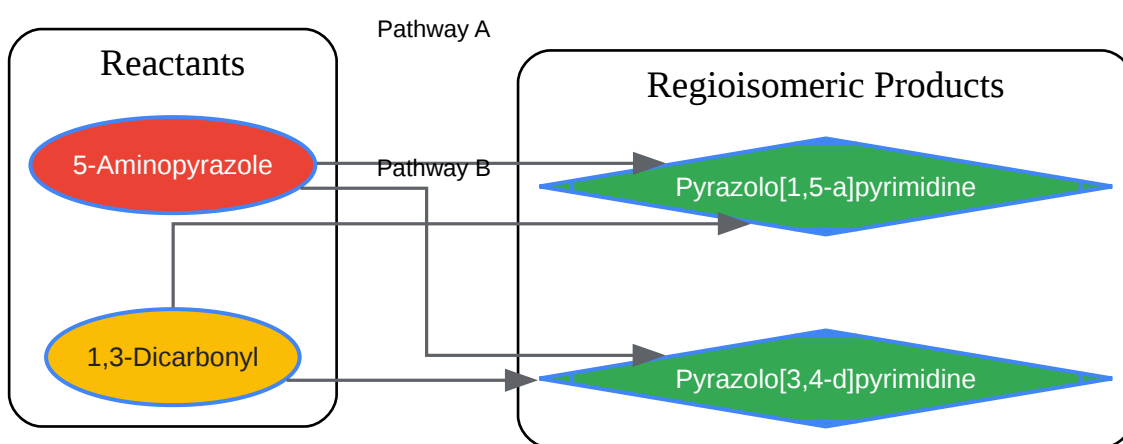 Pathway A
Reactants
Regioisomeric Products
5-Aminopyrazole
Pathway B
Pyrazolo[1,5-a]pyrimidine
1,3-Dicarbonyl
Pyrazolo[3,4-d]pyrimidine